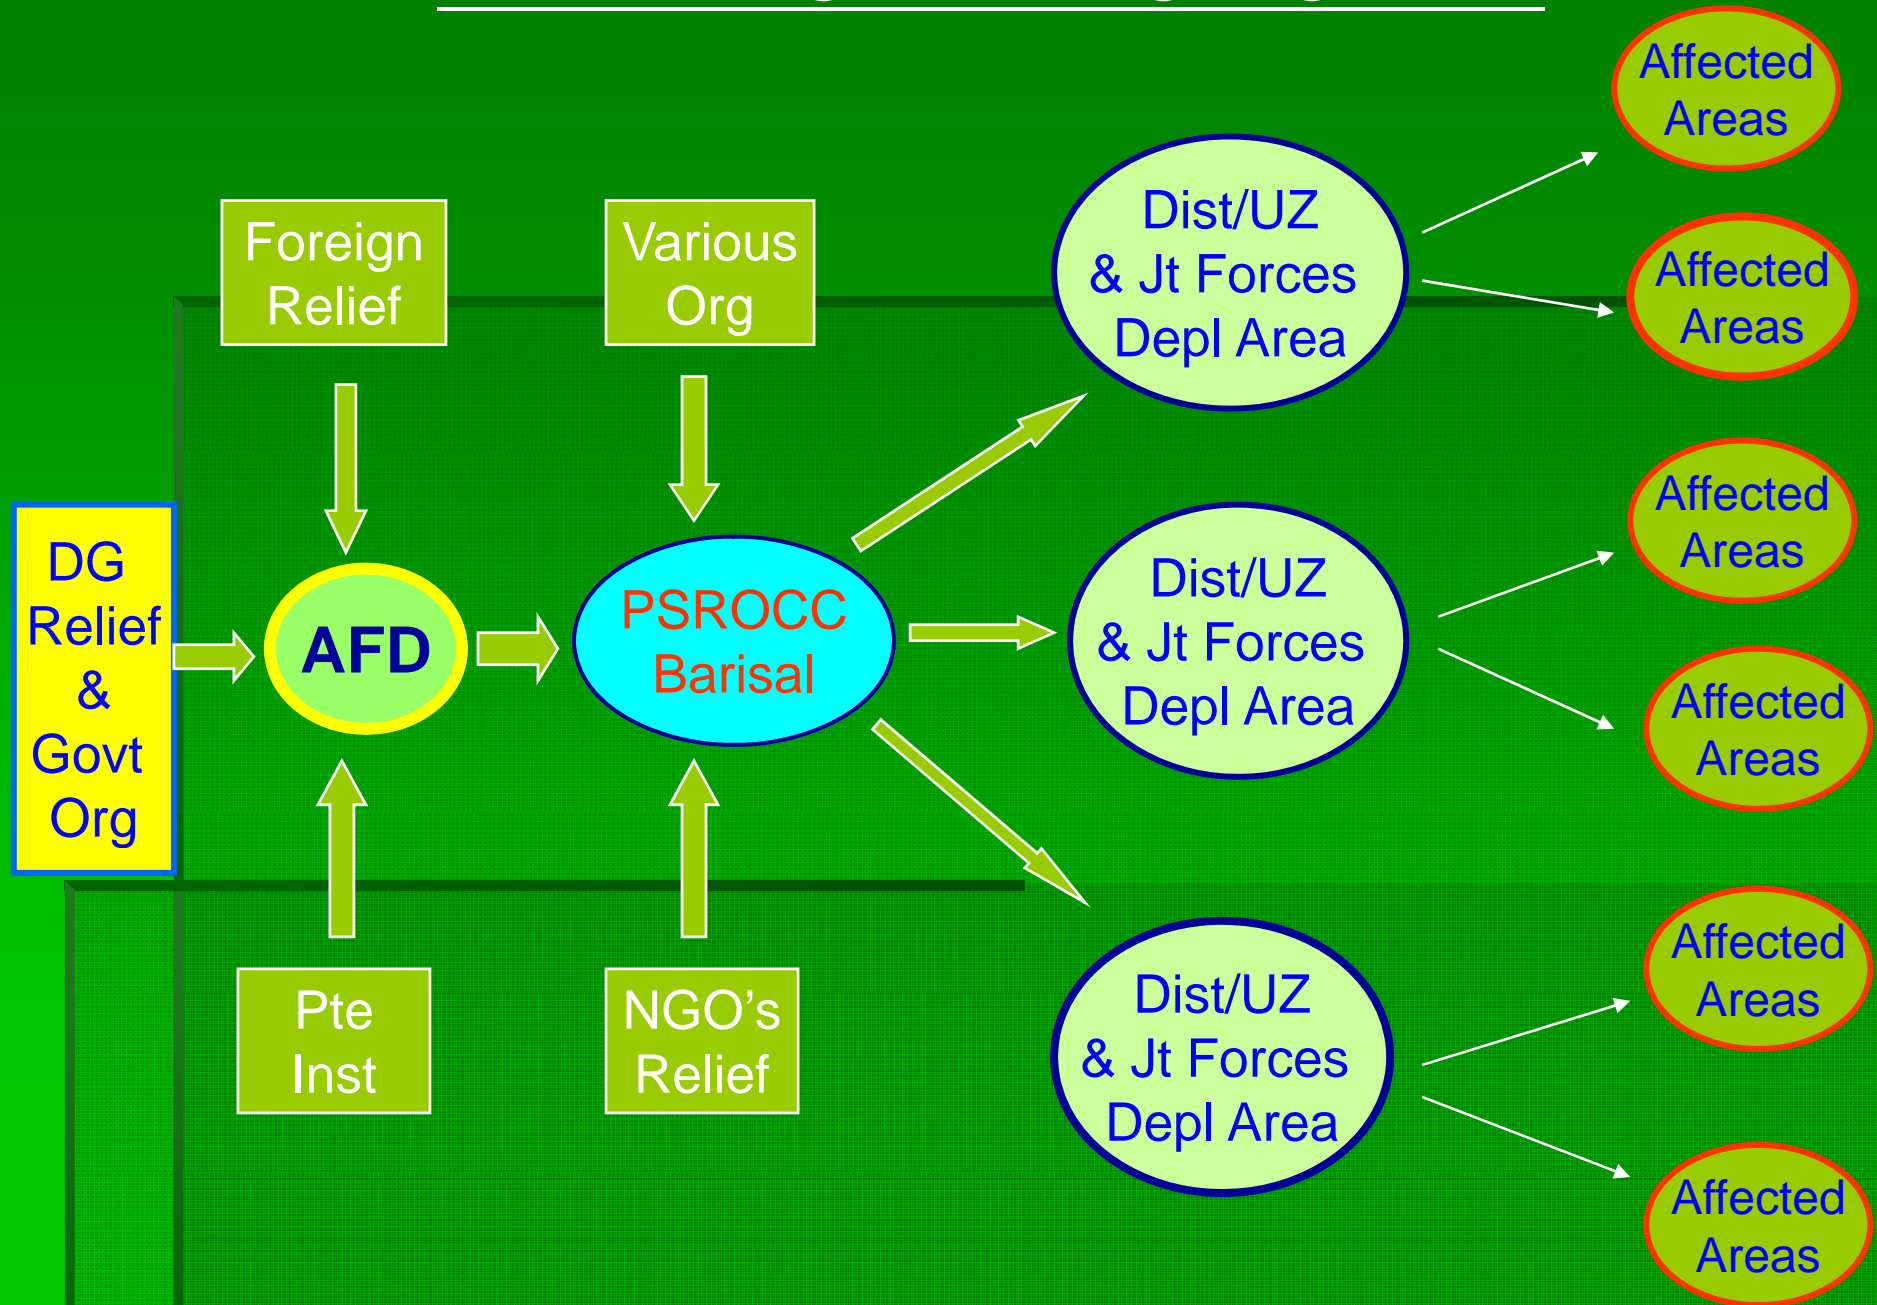 Foreign
Relief
Various
Org
DG
Relief
&
Govt
Org
AFD
PSROCC
Barisal
Pte
Inst
NGO's
Relief
Dist/UZ
& Jt Forces
Depl Area
Dist/UZ
& Jt Forces
Depl Area
Dist/UZ
& Jt Forces
Depl Area
Affected
Areas
Affected
Areas
Affected
Areas
Affected
Areas
Affected
Areas
Affected
Areas